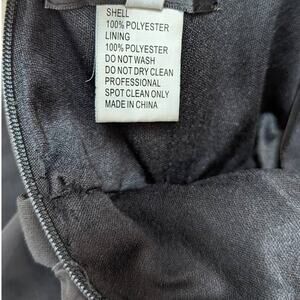 SHELL
100% POLYESTER
LINING
100% POLYESTER
DO NOT WASH
DO NOT DRY CLEAN
PROFESSIONAL
SPOT CLEAN ONLY
MADE IN CHINA